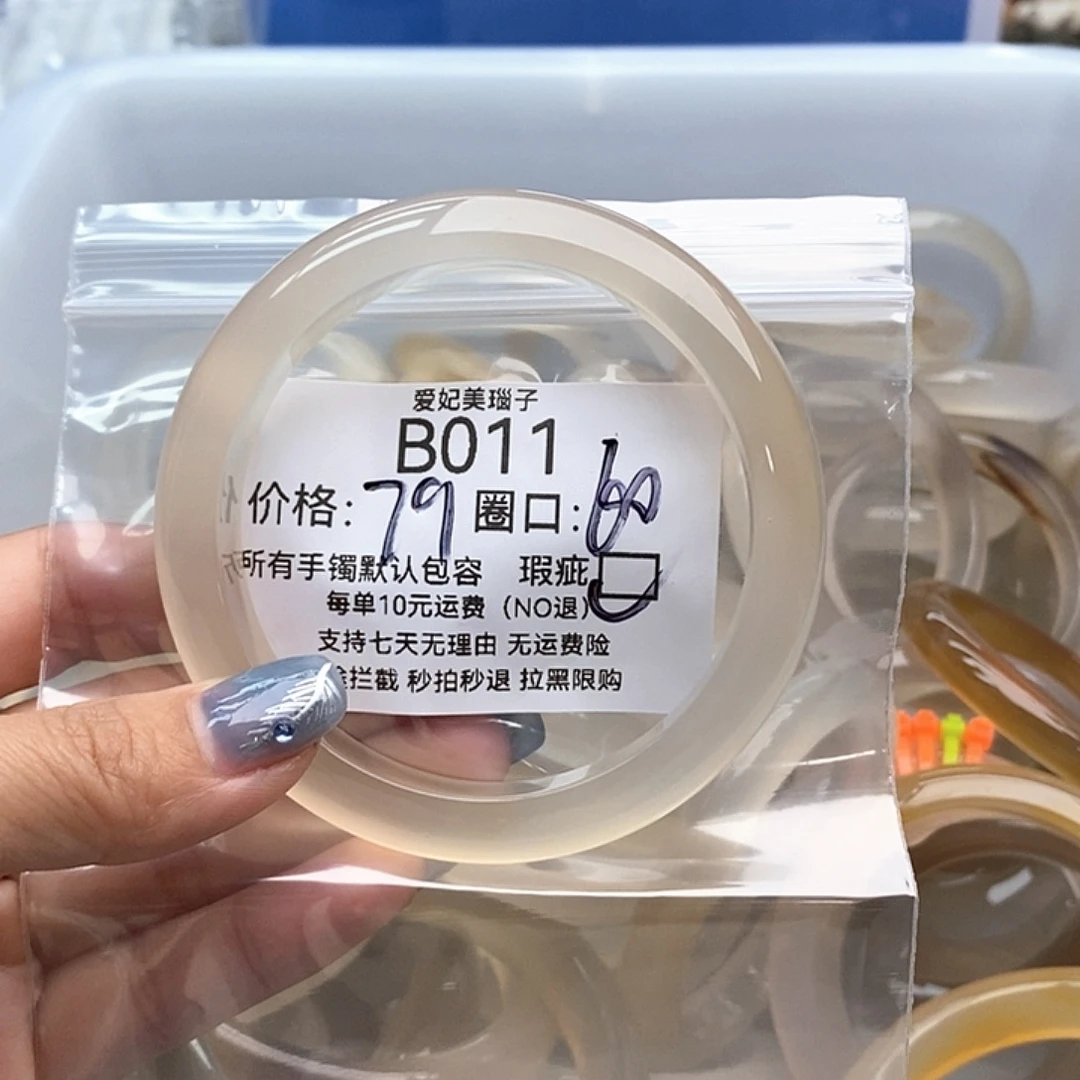 爱妃美瑙子
B011
价格:79 圈口:60
所有手镯默认包容 瑕疵
每单10元运费 (NO退)
支持七天无理由 无运费险
拦截 秒拍秒退 拉黑限购